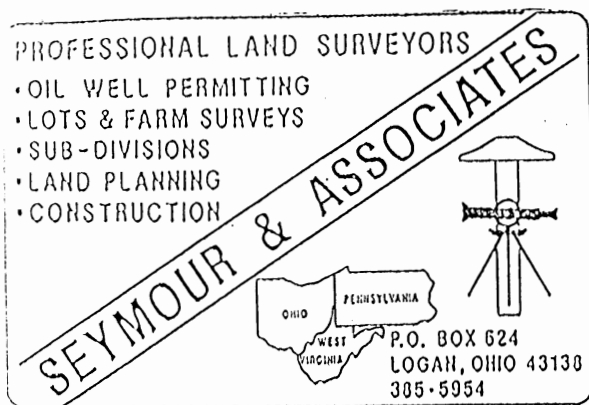 PROFESSIONAL LAND SURVEYORS
•OIL WELL PERMITTING
•LOTS & FARM SURVEYS
•SUB-DIVISIONS
•LAND PLANNING
•CONSTRUCTION
SEYMOUR & ASSOCIATES
OHIO
PENNSYLVANIA
WEST
VIRGINIA
P.O. BOX 624
LOGAN, OHIO 43138
385-5954